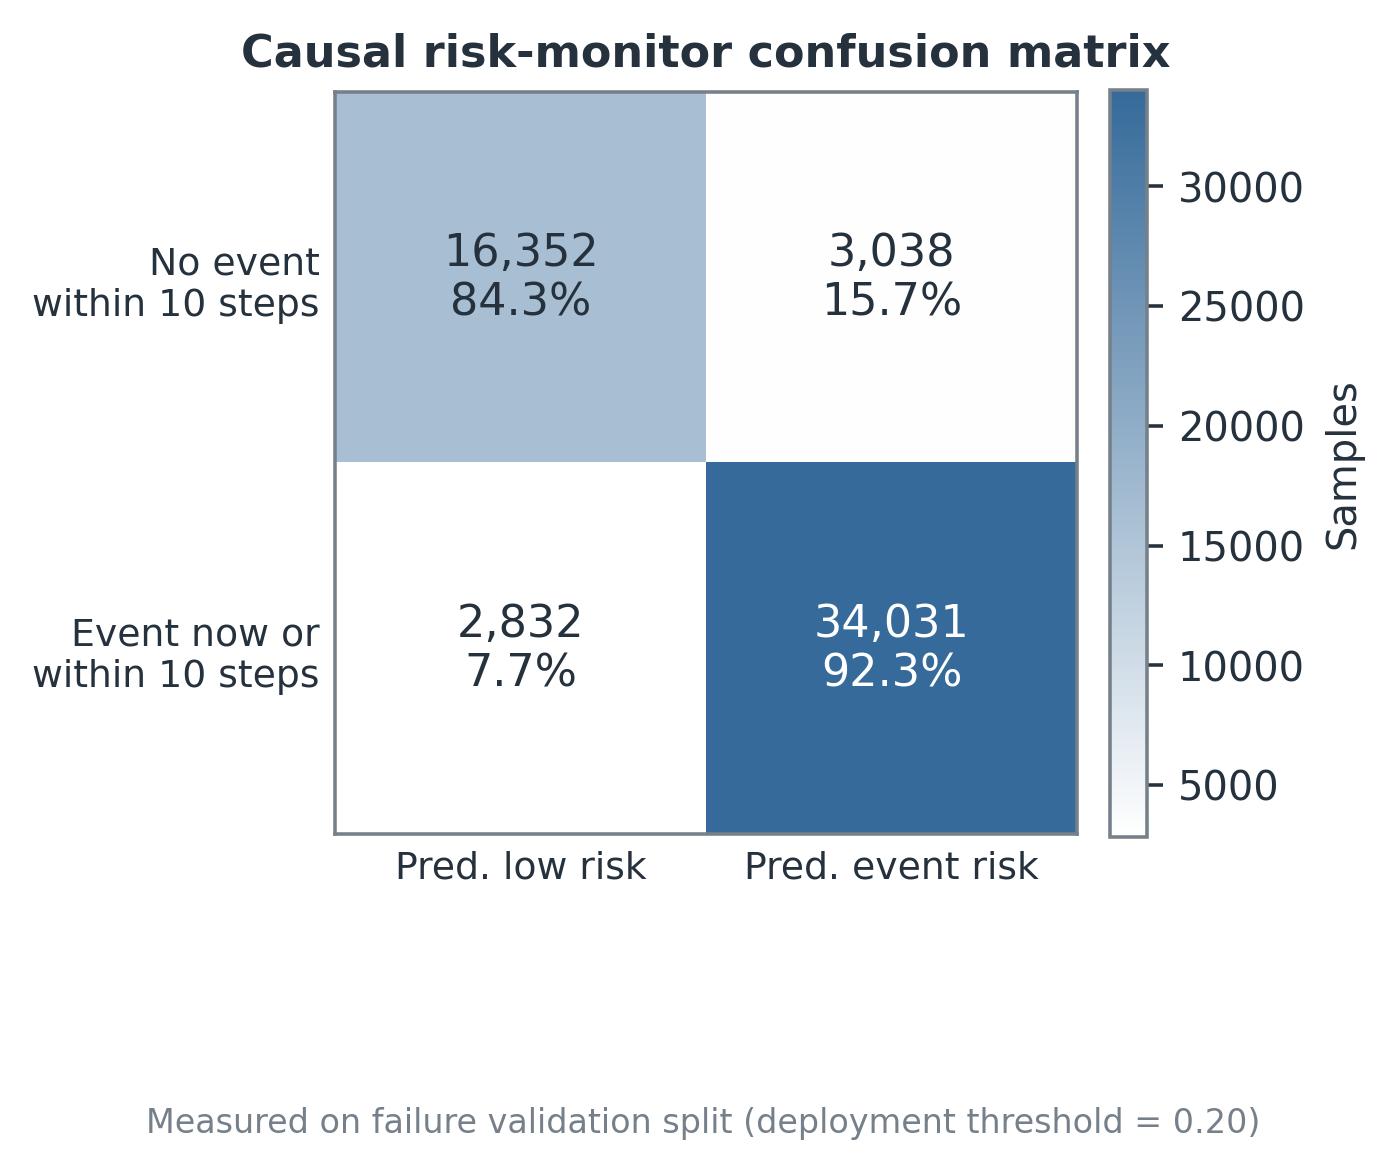 Causal risk-monitor confusion matrix
No event
within 10 steps
16,352
84.3%
3,038
15.7%
Event now or
within 10 steps
2,832
7.7%
34,031
92.3%
Pred. low risk
Pred. event risk
30000
25000
20000
15000
10000
5000
Samples
Measured on failure validation split (deployment threshold = 0.20)